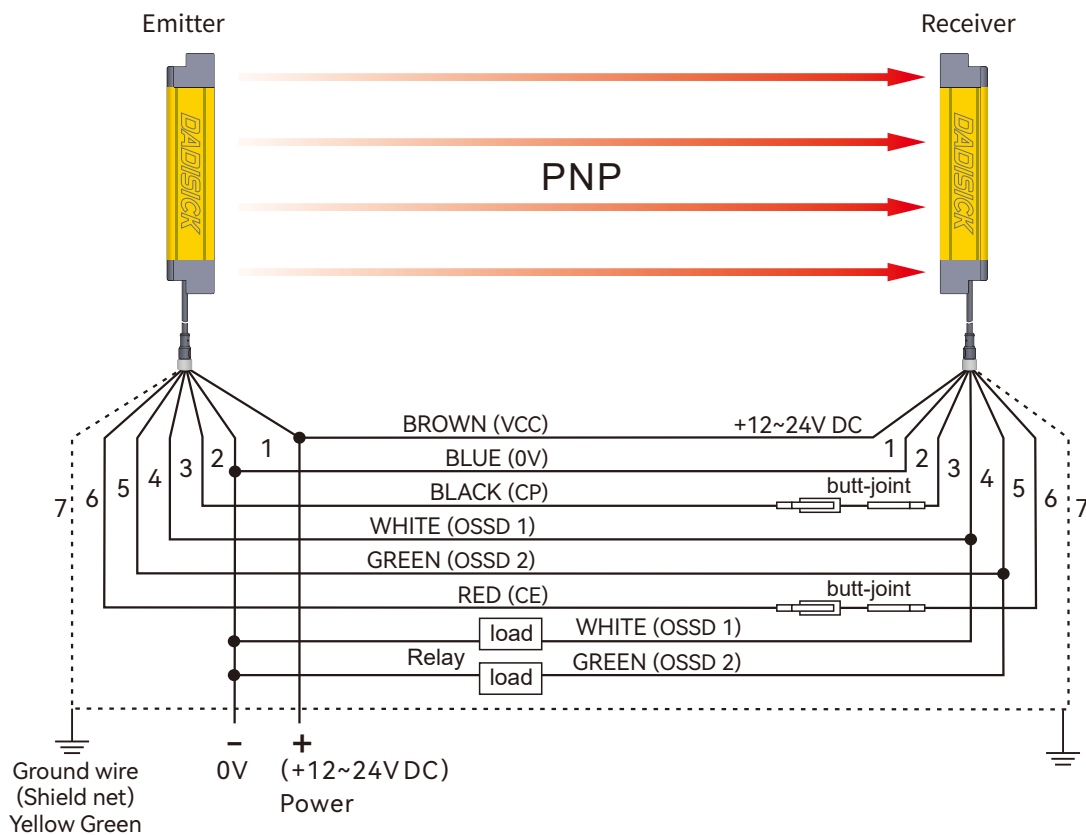 Emitter
Receiver
DADISICK
DADISICK
PNP
BROWN (VCC)
+12~24V DC
BLUE (0V)
BLACK (CP)
butt-joint
WHITE (OSSD 1)
GREEN (OSSD 2)
RED (CE)
butt-joint
7 6 5 4 3 2 1
1 2 3 4 5 6 7
load
WHITE (OSSD 1)
Relay
load
GREEN (OSSD 2)
- +
0V
(+12~24V DC)
Power
Ground wire
(Shield net)
Yellow Green